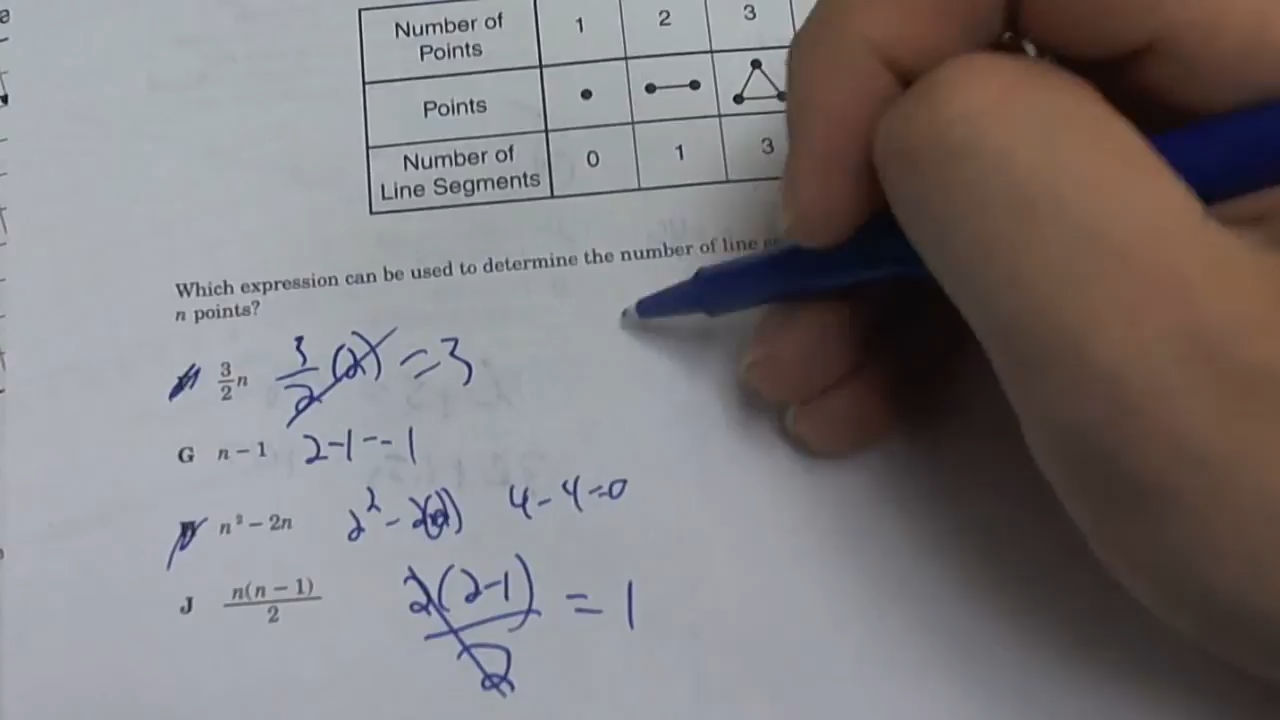 Number of Points 1 2 3
Points
Number of Line Segments 0 1 3
Which expression can be used to determine the number of line
n points?
3/2 n 3/2 (2) = 3
G n − 1 2-1 -- 1
n² − 2n 2² - 4-4=0
J n(n − 1)/2 2(2-1)/2 = 1